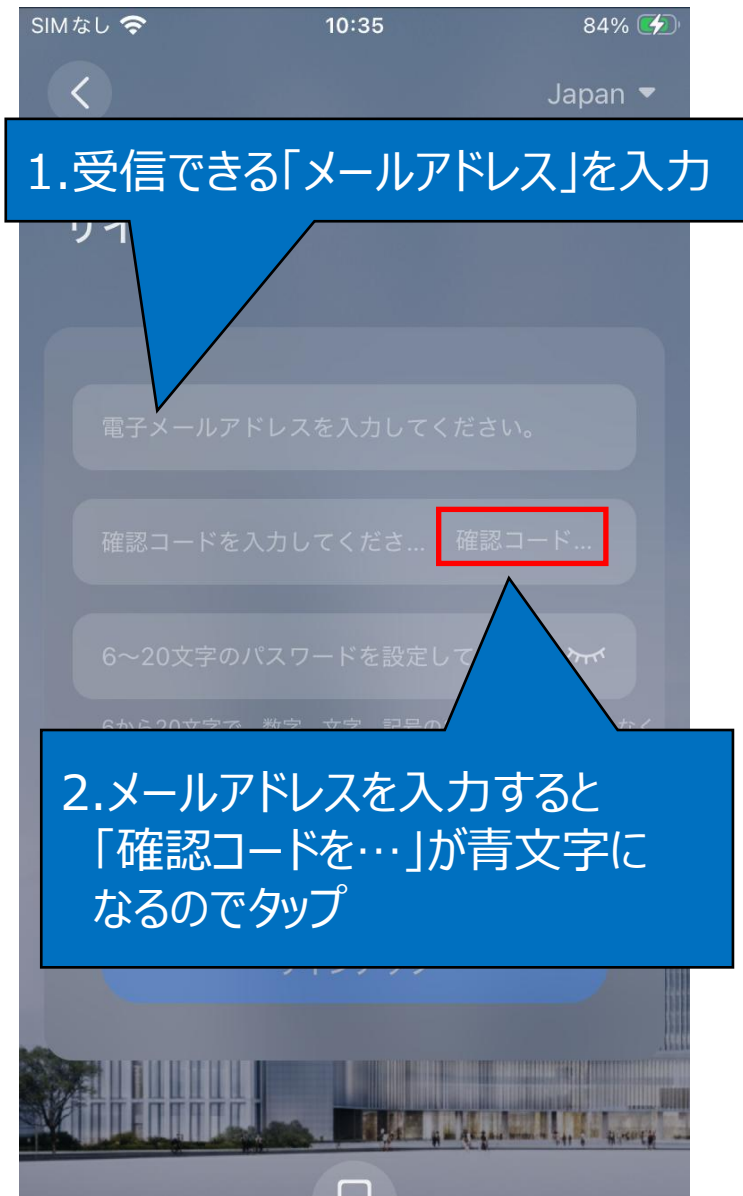 SIMなし 10:35 84%
Japan
1.受信できる「メールアドレス」を入力
電子メールアドレスを入力してください。
確認コードを入力してくださ... 確認コード...
6〜20文字のパスワードを設定して
2.メールアドレスを入力すると
「確認コードを…」が青文字に
なるのでタップ